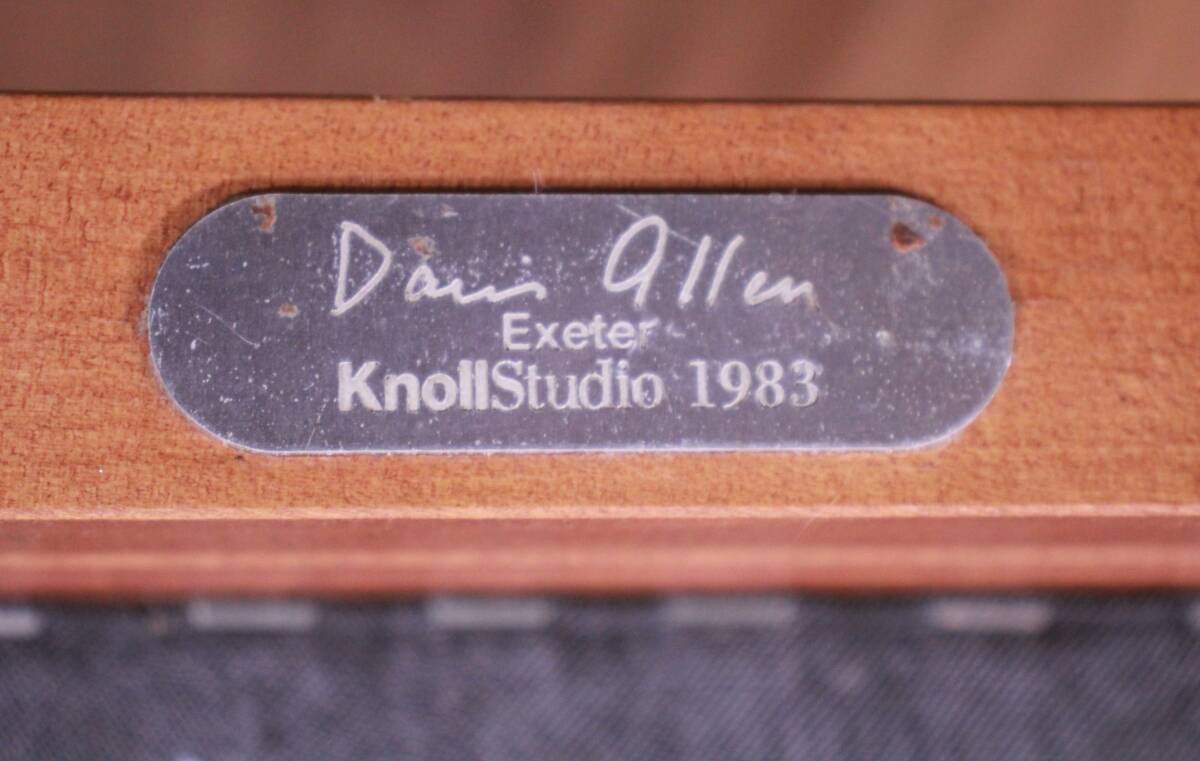 Davis Allen
Exeter
KnollStudio 1983